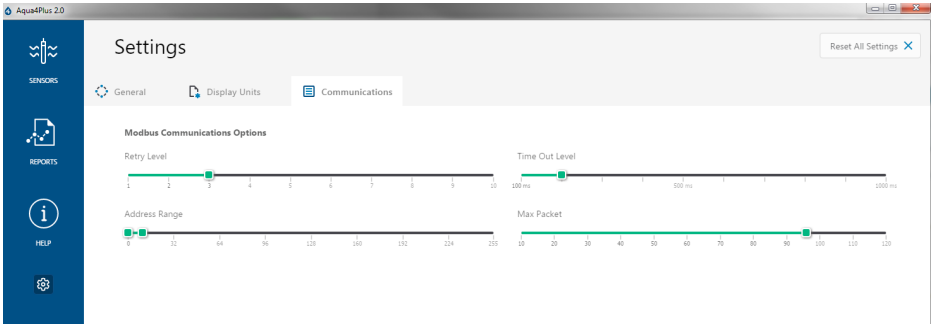 Aqua4Plus 2.0
Settings
Reset All Settings
SENSORS
General
Display Units
Communications
Modbus Communications Options
Retry Level
1 2 3 4 5 6 7 8 9 10
Time Out Level
100 ms 500 ms 1000 ms
REPORTS
Address Range
0 32 64 96 128 160 192 224 255
Max Packet
10 20 30 40 50 60 70 80 90 100 110 120
HELP